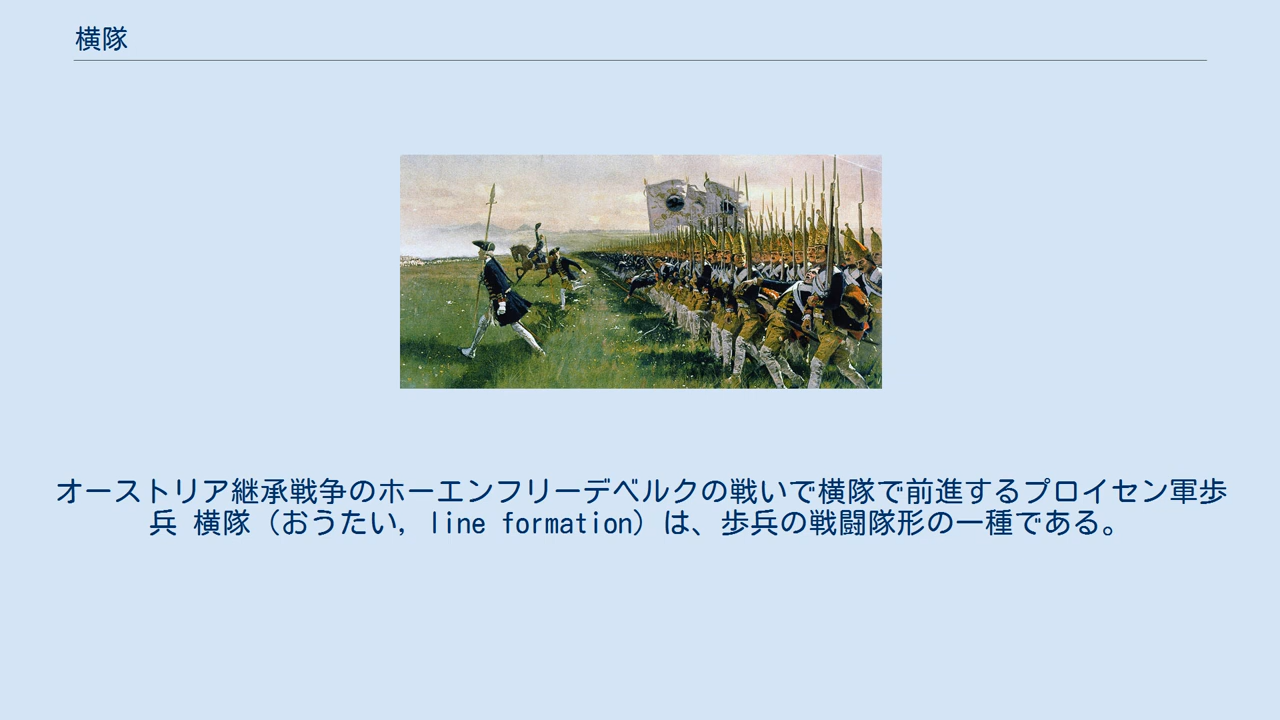 横隊
オーストリア継承戦争のホーエンフリーデベルクの戦いで横隊で前進するプロイセン軍歩
兵 横隊（おうたい, line formation）は、歩兵の戦闘隊形の一種である。